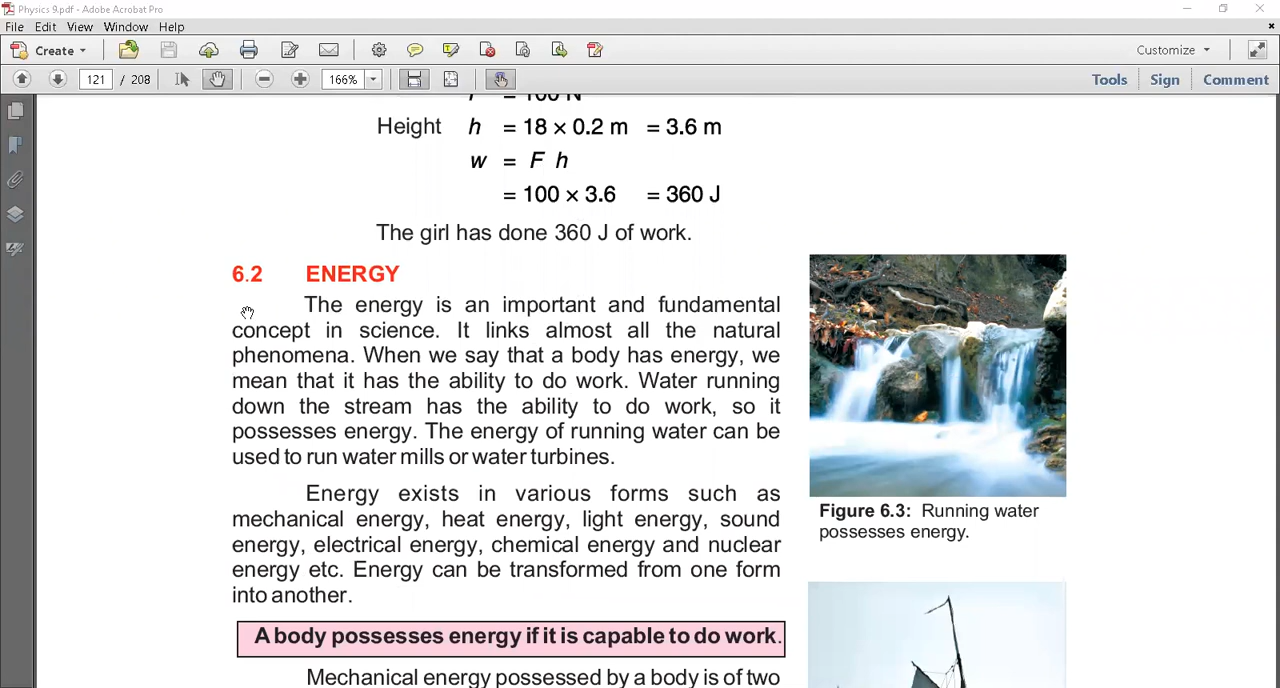 Physics 9.pdf - Adobe Acrobat Pro
File Edit View Window Help
Create Customize
121 / 208 166% Tools Sign Comment
= 100 N
Height h = 18 × 0.2 m = 3.6 m
w = F h
= 100 × 3.6 = 360 J
The girl has done 360 J of work.
6.2 ENERGY
The energy is an important and fundamental
concept in science. It links almost all the natural
phenomena. When we say that a body has energy, we
mean that it has the ability to do work. Water running
down the stream has the ability to do work, so it
possesses energy. The energy of running water can be
used to run water mills or water turbines.
Energy exists in various forms such as
mechanical energy, heat energy, light energy, sound
energy, electrical energy, chemical energy and nuclear
energy etc. Energy can be transformed from one form
into another.
A body possesses energy if it is capable to do work.
Mechanical energy possessed by a body is of two
Figure 6.3: Running water
possesses energy.